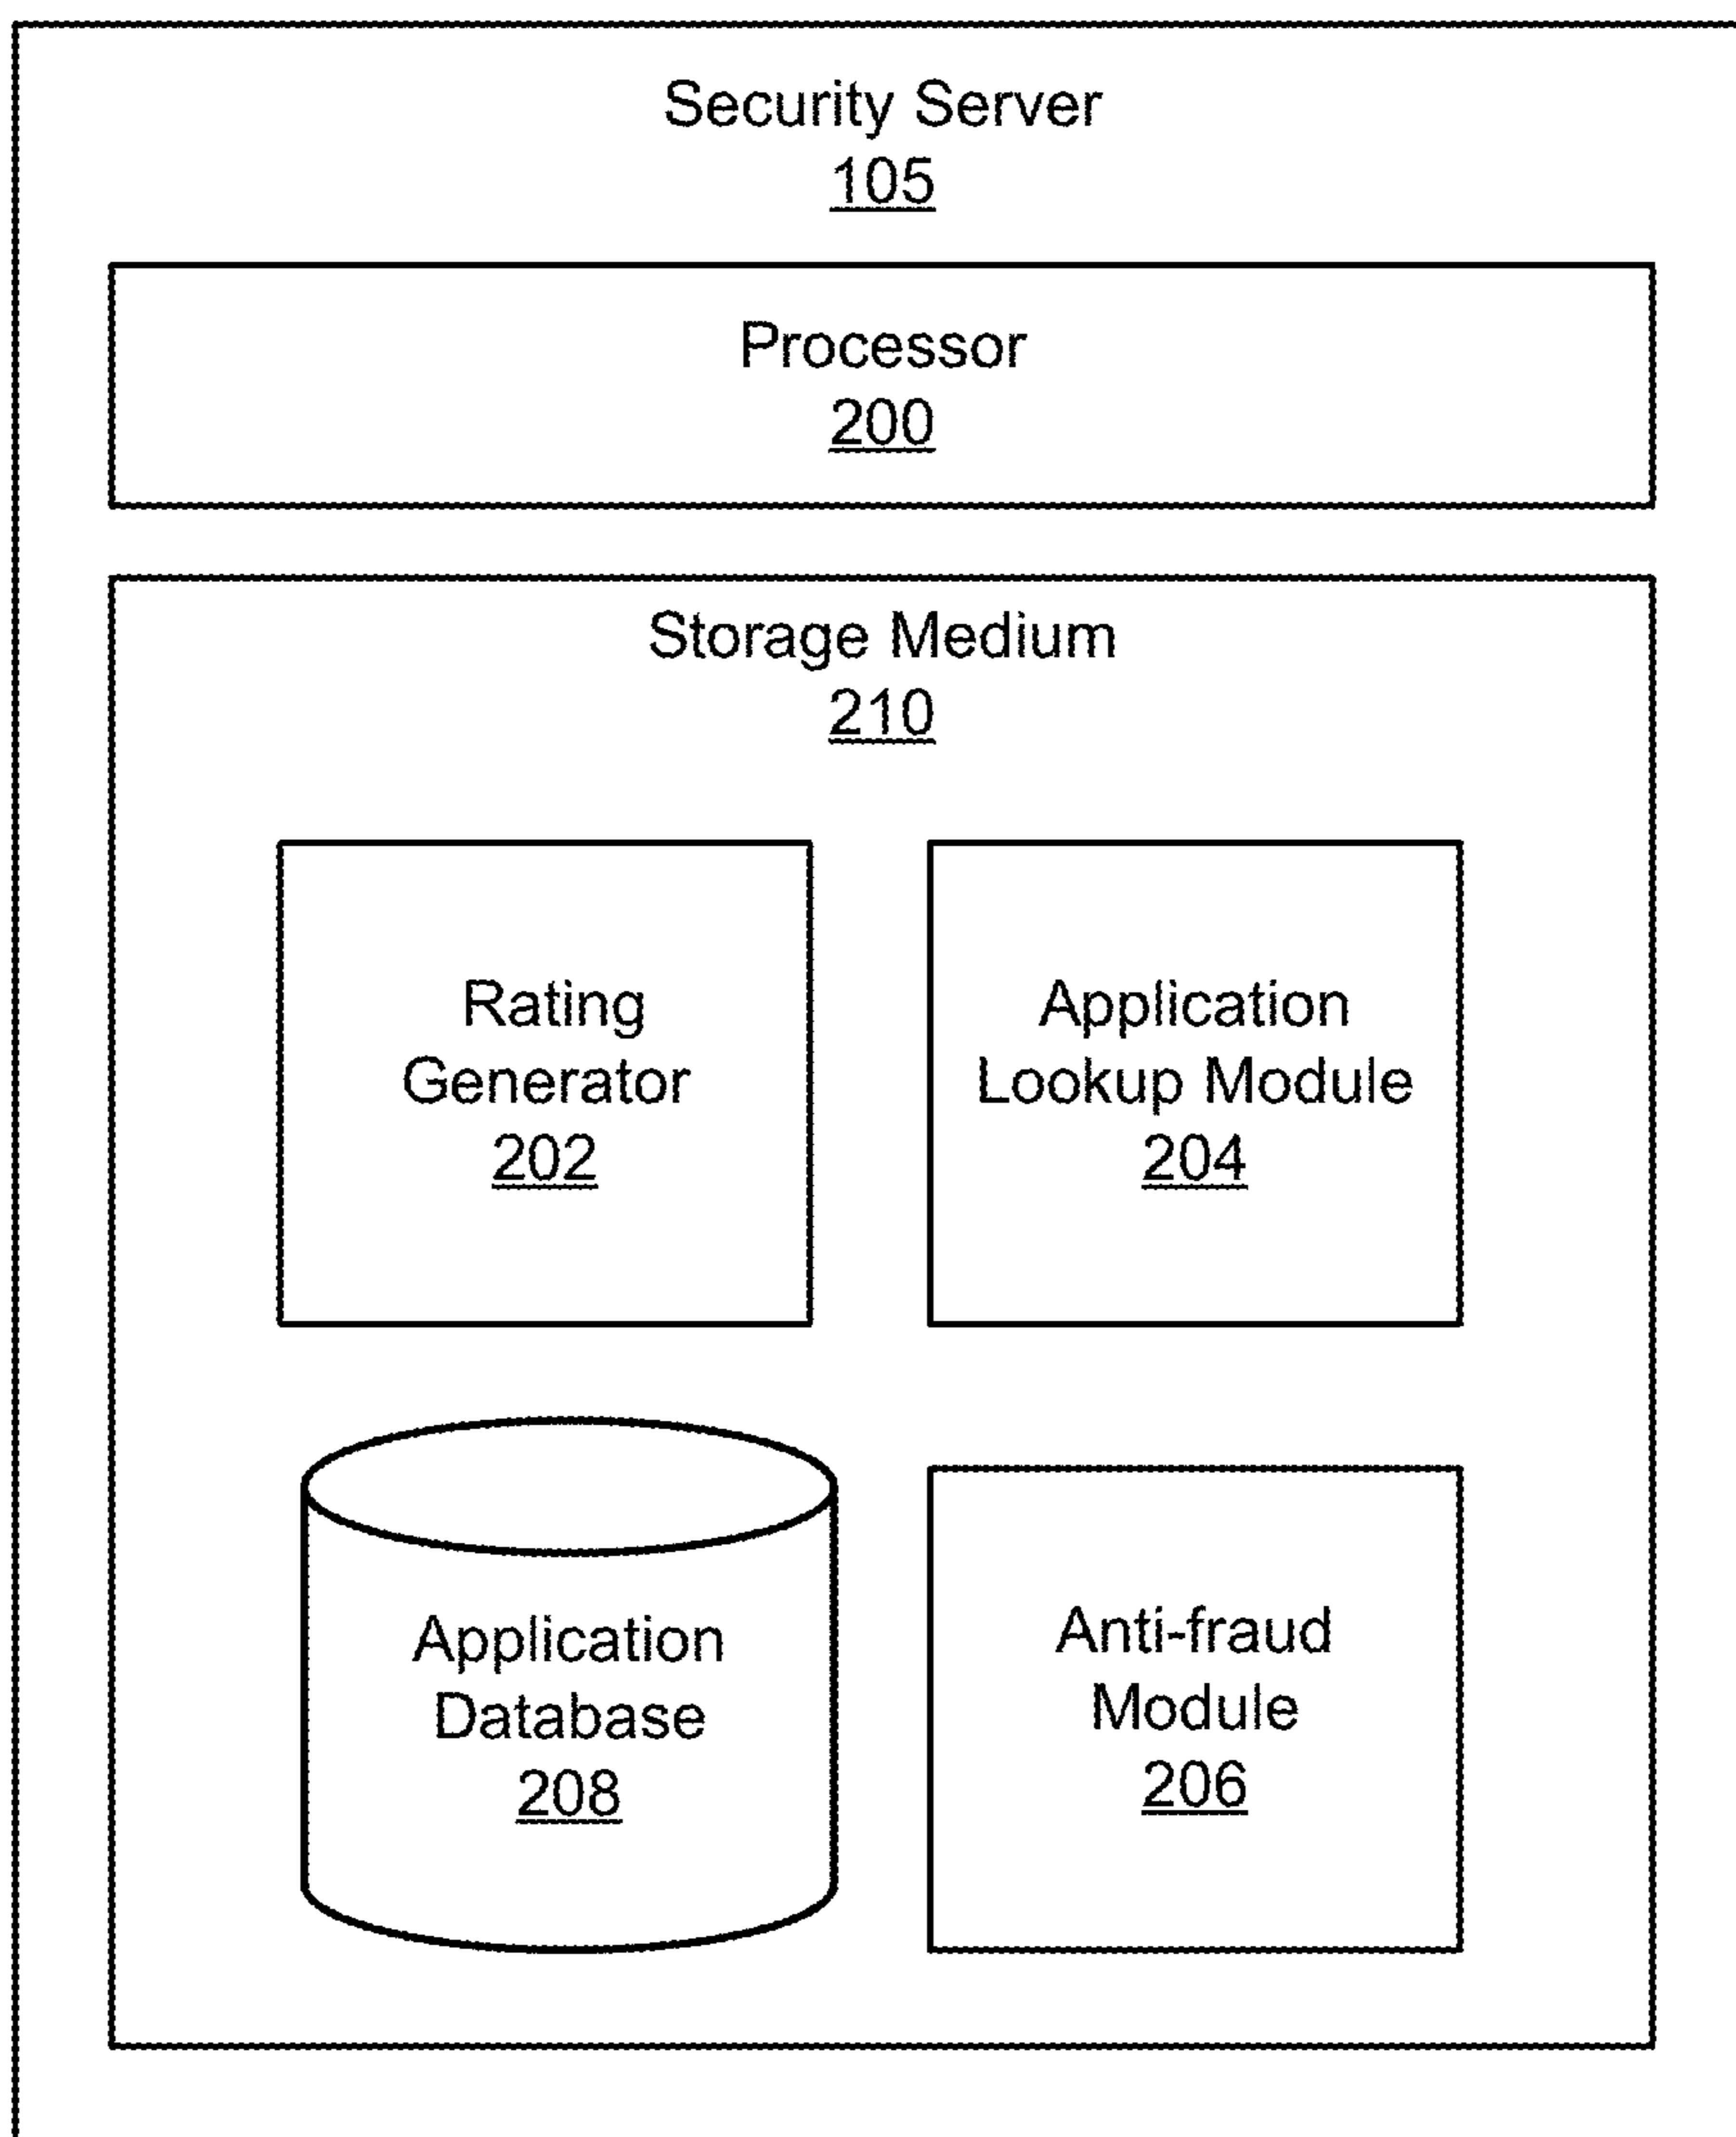 Security Server
105
Processor
200
Storage Medium
210
Rating
Generator
202
Application
Lookup Module
204
Application
Database
208
Anti-fraud
Module
206